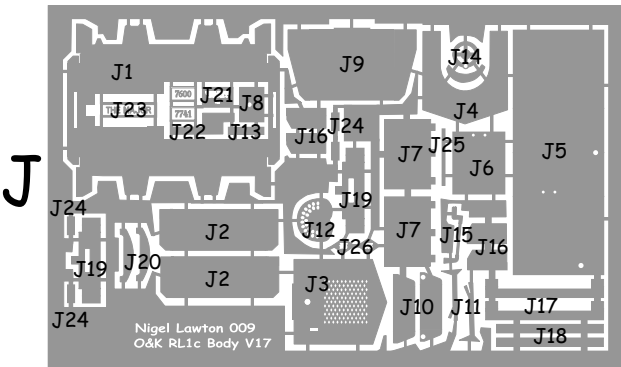 J
J1
J9
J14
7600
J21
J8
J23
7741
J4
J22
J13
J16
J24
J7
J25
J6
J5
J19
J24
J2
J12
J7
J15
J16
J26
J19
J20
J2
J3
J10
J11
J17
J24
J18
Nigel Lawton 009
O&K RL1c Body V17